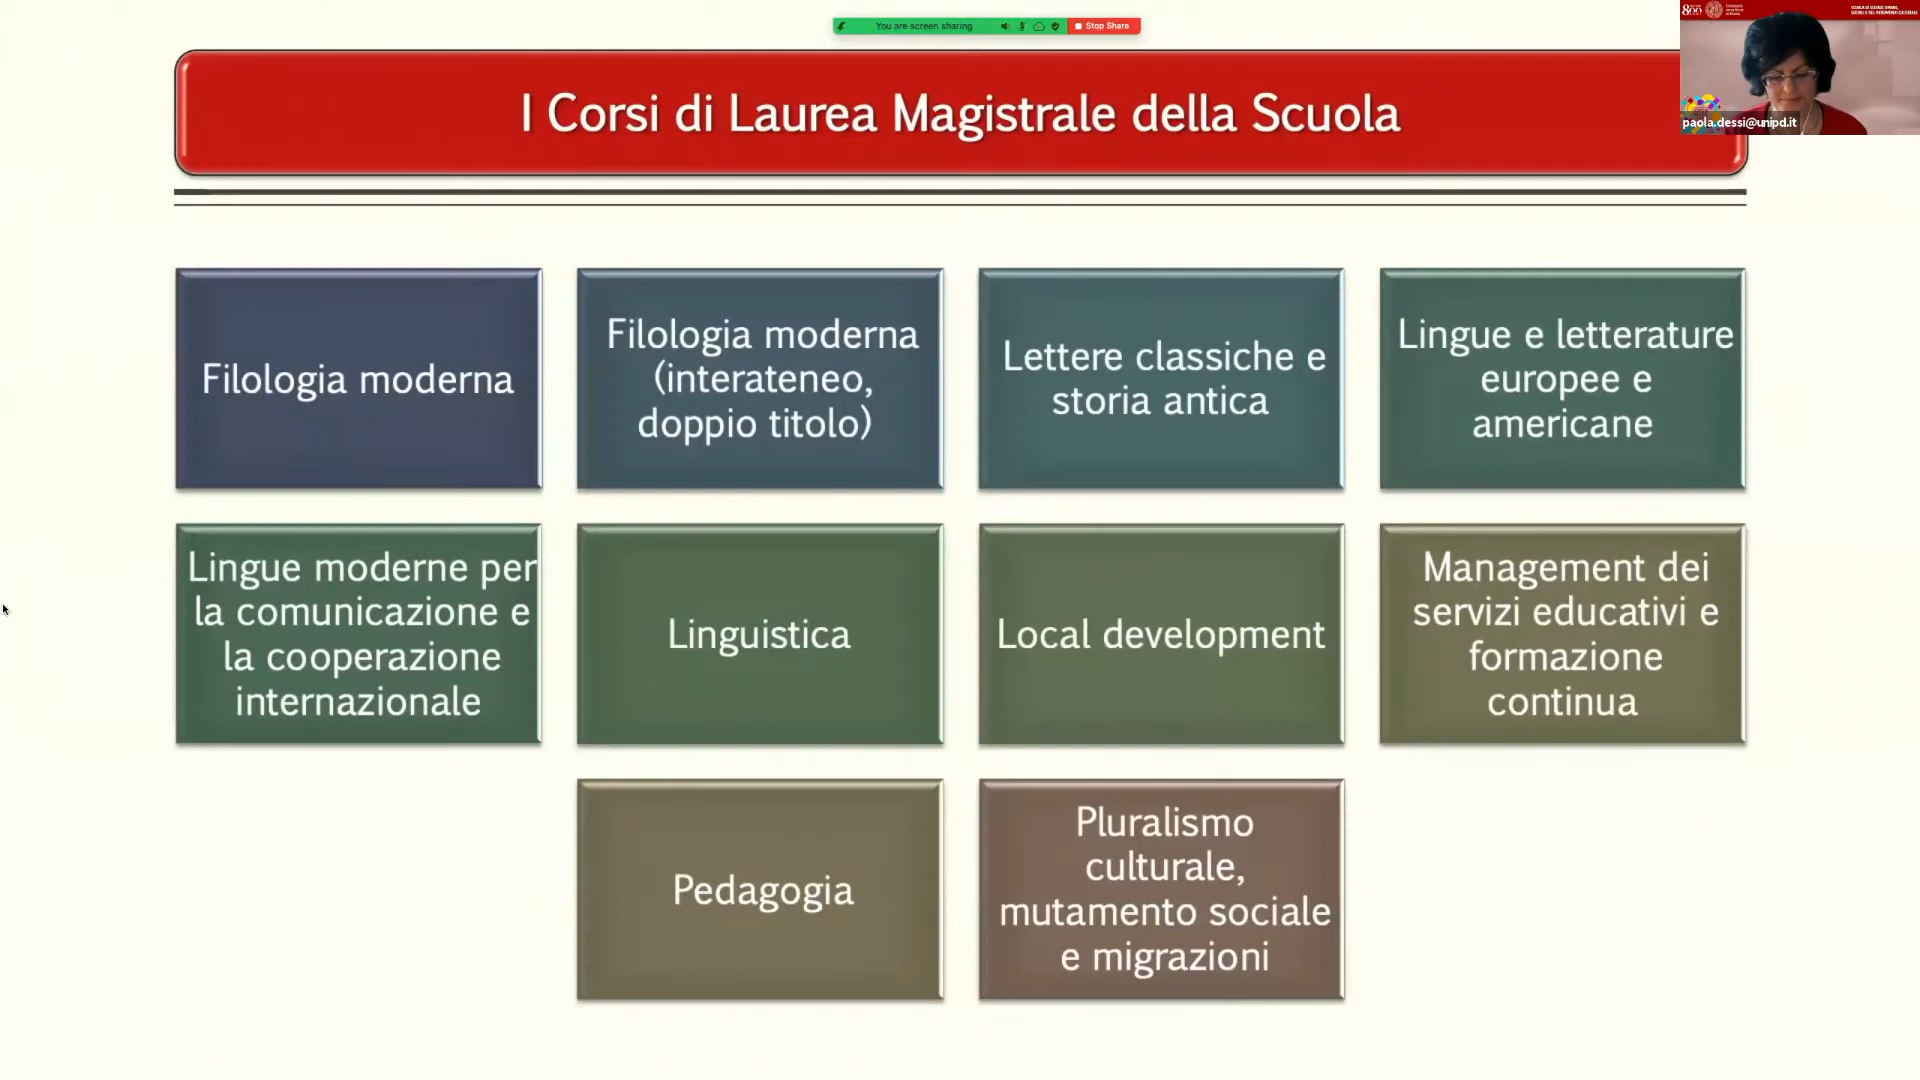 You are screen sharing
Stop Share
I Corsi di Laurea Magistrale della Scuola
paola.dessi@unipd.it
Filologia moderna
Filologia moderna
(interateneo,
doppio titolo)
Lettere classiche e
storia antica
Lingue e letterature
europee e
americane
Lingue moderne per
la comunicazione e
la cooperazione
internazionale
Linguistica
Local development
Management dei
servizi educativi e
formazione
continua
Pedagogia
Pluralismo
culturale,
mutamento sociale
e migrazioni